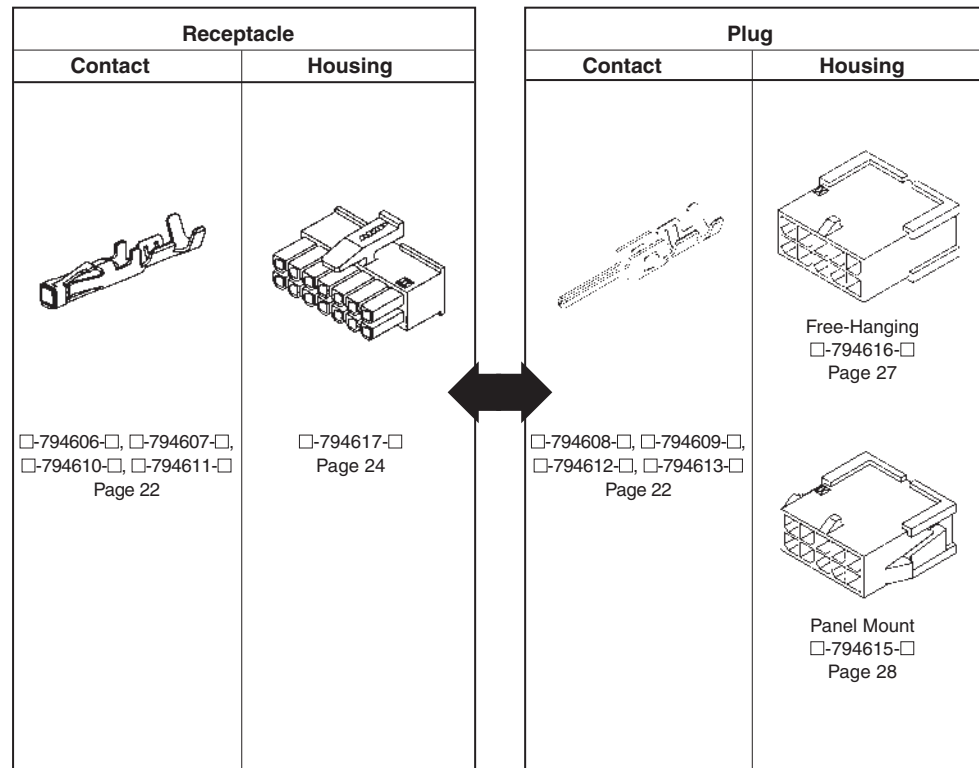 Receptacle
Contact
Housing
□-794606-□, □-794607-□,
□-794610-□, □-794611-□
Page 22
□-794617-□
Page 24
Plug
Contact
Housing
□-794608-□, □-794609-□,
□-794612-□, □-794613-□
Page 22
Free-Hanging
□-794616-□
Page 27
Panel Mount
□-794615-□
Page 28